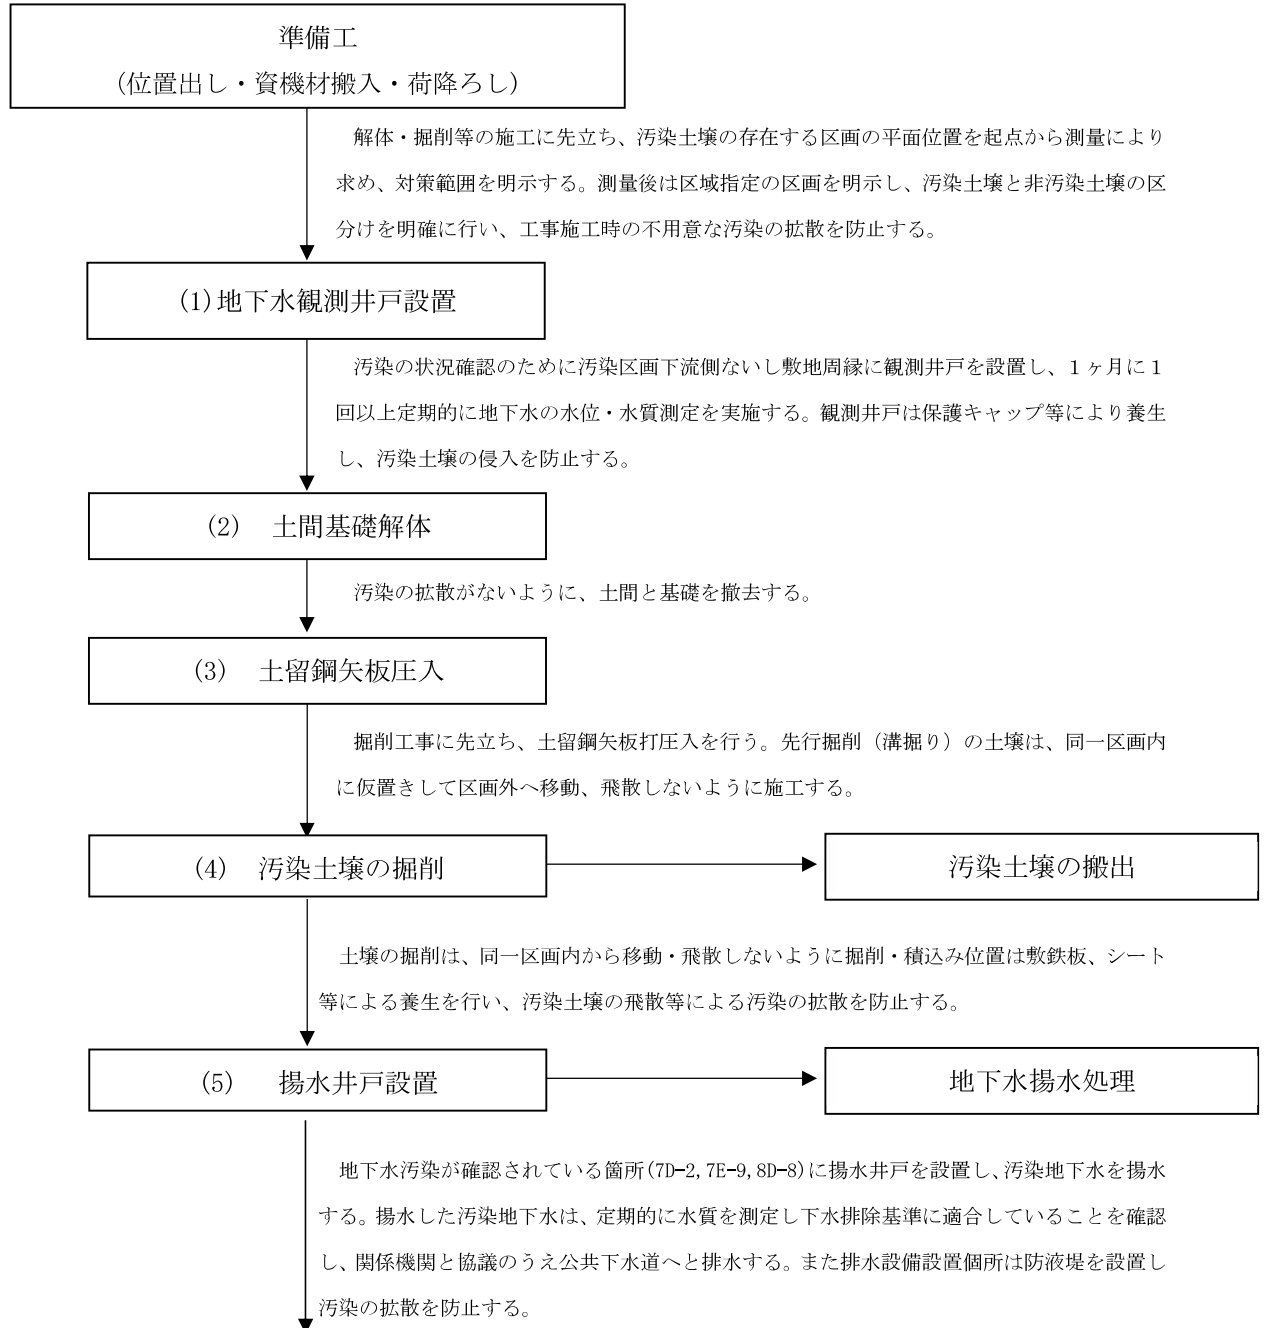 準備工
(位置出し・資機材搬入・荷降ろし)
解体・掘削等の施工に先立ち、汚染土壌の存在する区画の平面位置を起点から測量により
求め、対策範囲を明示する。測量後は区域指定の区画を明示し、汚染土壌と非汚染土壌の区
分けを明確に行い、工事施工時の不用意な汚染の拡散を防止する。
(1)地下水観測井戸設置
汚染の状況確認のために汚染区画下流側ないし敷地周縁に観測井戸を設置し、１ヶ月に１
回以上定期的に地下水の水位・水質測定を実施する。観測井戸は保護キャップ等により養生
し、汚染土壌の侵入を防止する。
(2)　土間基礎解体
汚染の拡散がないように、土間と基礎を撤去する。
(3)　土留鋼矢板圧入
掘削工事に先立ち、土留鋼矢板打圧入を行う。先行掘削（溝掘り）の土壌は、同一区画内
に仮置きして区画外へ移動、飛散しないように施工する。
(4)　汚染土壌の掘削
汚染土壌の搬出
土壌の掘削は、同一区画内から移動・飛散しないように掘削・積込み位置は敷鉄板、シート
等による養生を行い、汚染土壌の飛散等による汚染の拡散を防止する。
(5)　揚水井戸設置
地下水揚水処理
地下水汚染が確認されている箇所(7D-2,7E-9,8D-8)に揚水井戸を設置し、汚染地下水を揚水
する。揚水した汚染地下水は、定期的に水質を測定し下水排除基準に適合していることを確認
し、関係機関と協議のうえ公共下水道へと排水する。また排水設備設置個所は防液堤を設置し
汚染の拡散を防止する。